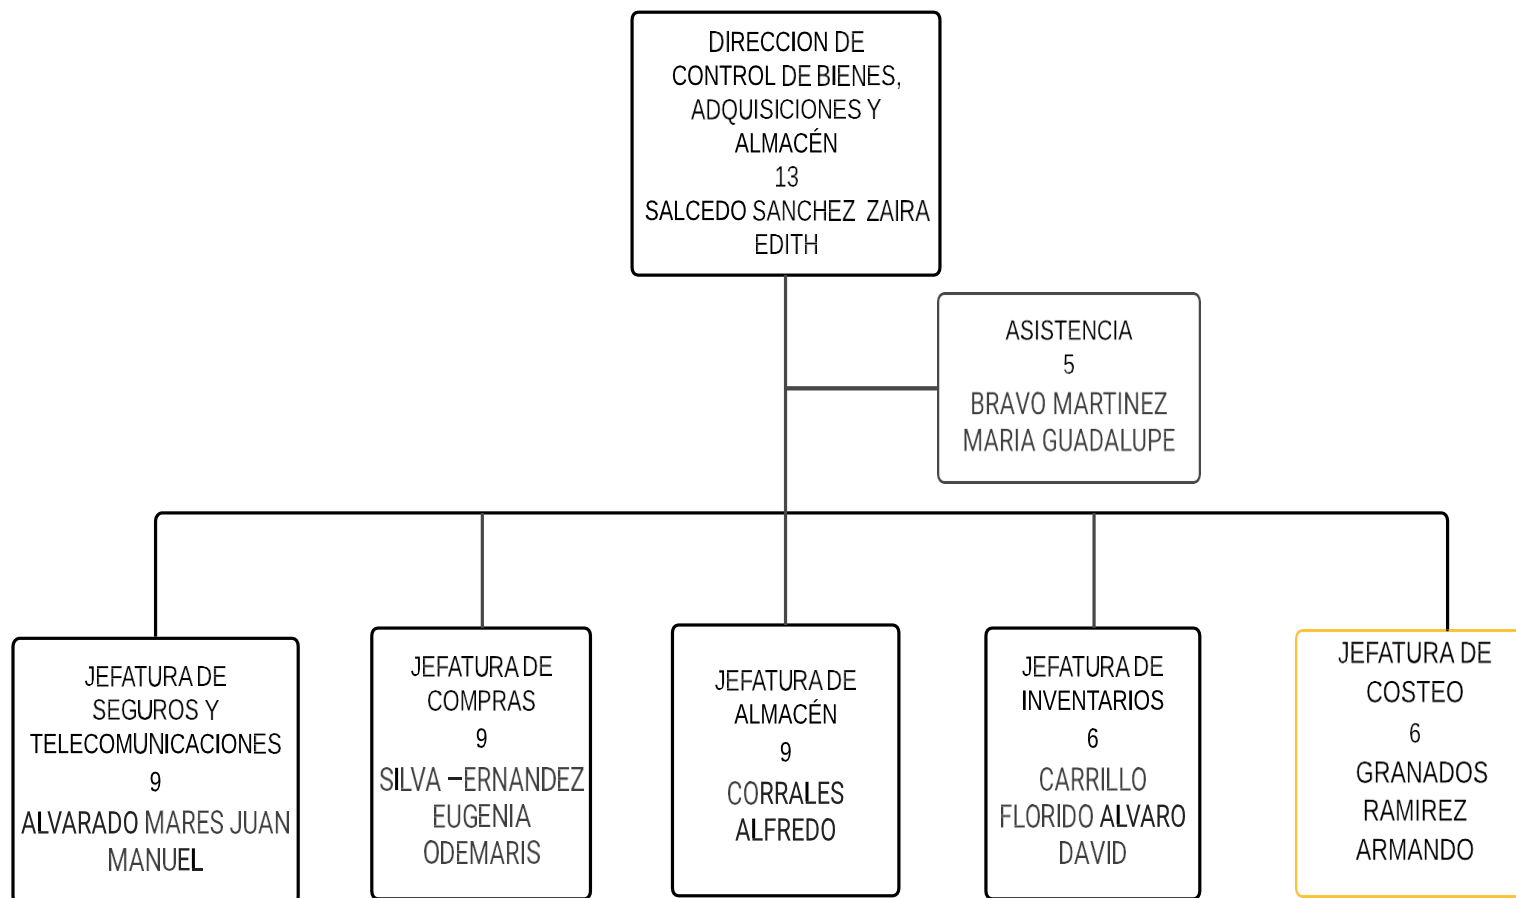 DIRECCION DE
CONTROL DE BIENES,
ADQUISICIONES Y
ALMACÉN
13
SALCEDO SANCHEZ ZAIRA
EDITH
ASISTENCIA
5
BRAVO MARTINEZ
MARIA GUADALUPE
JEFATURA DE
SEGUROS Y
TELECOMUNICACIONES
9
ALVARADO MARES JUAN
MANUEL
JEFATURA DE
COMPRAS
9
SILVA –ERNANDEZ
EUGENIA
ODEMARIS
JEFATURA DE
ALMACÉN
9
CORRALES
ALFREDO
JEFATURA DE
INVENTARIOS
6
CARRILLO
FLORIDO ALVARO
DAVID
JEFATURA DE
COSTEO
6
GRANADOS
RAMIREZ
ARMANDO